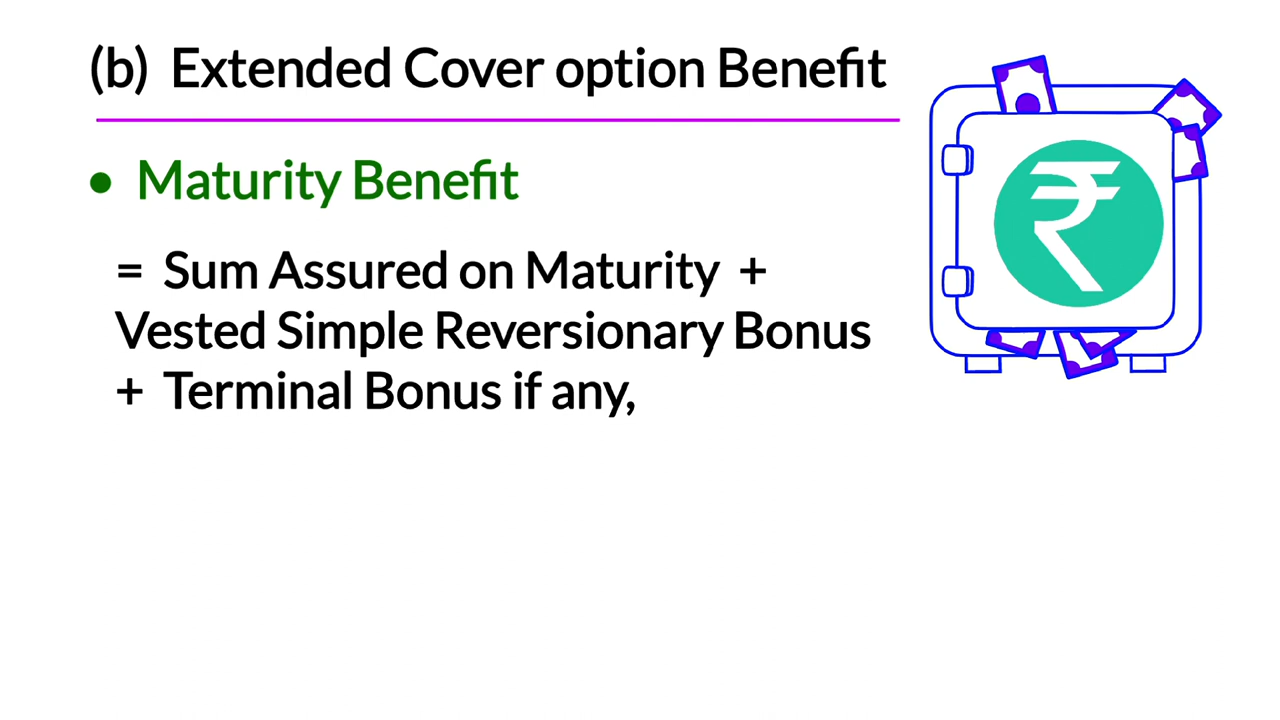 (b) Extended Cover option Benefit
• Maturity Benefit
= Sum Assured on Maturity +
Vested Simple Reversionary Bonus
+ Terminal Bonus if any,
₹